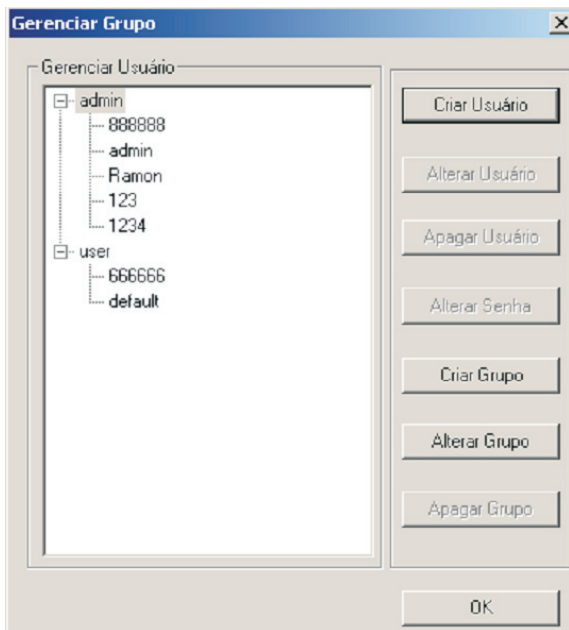 Gerenciar Grupo
Gerenciar Usuário
admin
888888
admin
Ramon
123
1234
user
666666
default
Criar Usuário
Alterar Usuário
Apagar Usuário
Alterar Senha
Criar Grupo
Alterar Grupo
Apagar Grupo
OK